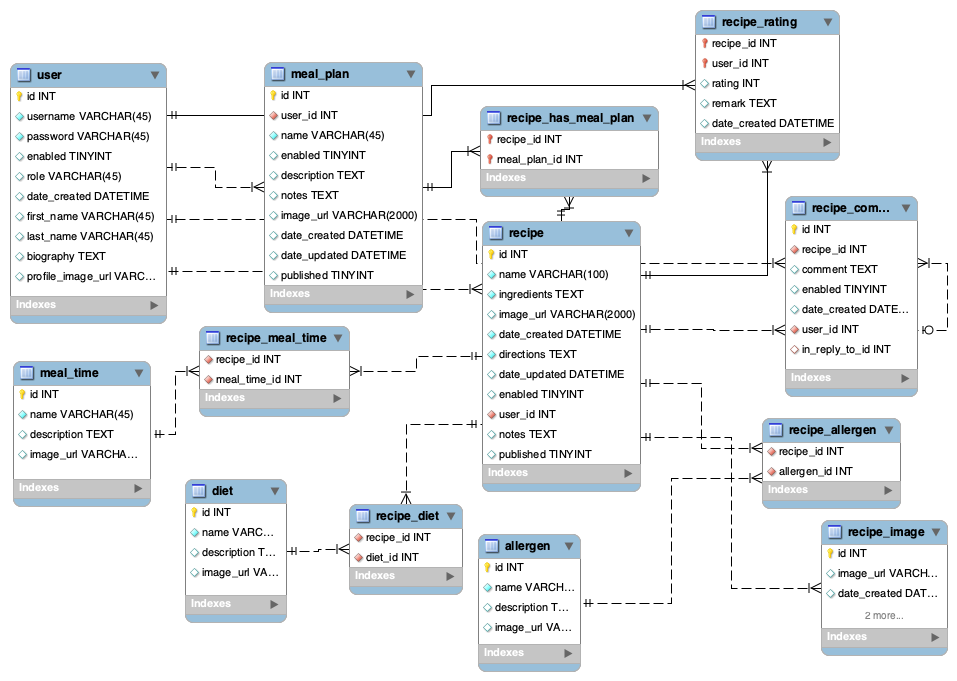 user
id INT
username VARCHAR(45)
password VARCHAR(45)
enabled TINYINT
role VARCHAR(45)
date_created DATETIME
first_name VARCHAR(45)
last_name VARCHAR(45)
biography TEXT
profile_image_url VARC...
Indexes
meal_plan
id INT
user_id INT
name VARCHAR(45)
enabled TINYINT
description TEXT
notes TEXT
image_url VARCHAR(2000)
date_created DATETIME
date_updated DATETIME
published TINYINT
Indexes
recipe_has_meal_plan
recipe_id INT
meal_plan_id INT
Indexes
recipe_rating
recipe_id INT
user_id INT
rating INT
remark TEXT
date_created DATETIME
Indexes
recipe
id INT
name VARCHAR(100)
ingredients TEXT
image_url VARCHAR(2000)
date_created DATETIME
directions TEXT
date_updated DATETIME
enabled TINYINT
user_id INT
notes TEXT
published TINYINT
Indexes
recipe_com...
id INT
recipe_id INT
comment TEXT
enabled TINYINT
date_created DATE...
user_id INT
in_reply_to_id INT
Indexes
recipe_meal_time
recipe_id INT
meal_time_id INT
Indexes
meal_time
id INT
name VARCHAR(45)
description TEXT
image_url VARCHA...
Indexes
diet
id INT
name VARC...
description T...
image_url VA...
Indexes
recipe_diet
recipe_id INT
diet_id INT
Indexes
allergen
id INT
name VARCH...
description T...
image_url VA...
Indexes
recipe_allergen
recipe_id INT
allergen_id INT
Indexes
recipe_image
id INT
image_url VARCH...
date_created DAT...
2 more...
Indexes